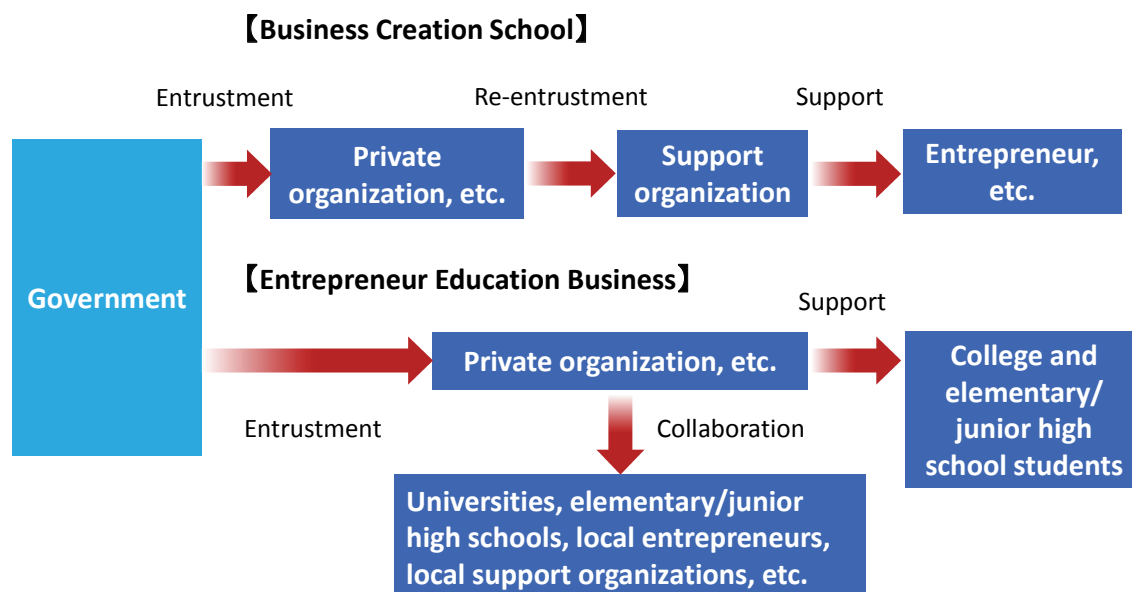 【Business Creation School】
Entrustment
Re-entrustment
Support
Private
organization, etc.
Support
organization
Entrepreneur,
etc.
Government
【Entrepreneur Education Business】
Support
Private organization, etc.
College and
elementary/
junior high
school students
Entrustment
Collaboration
Universities, elementary/junior
high schools, local entrepreneurs,
local support organizations, etc.